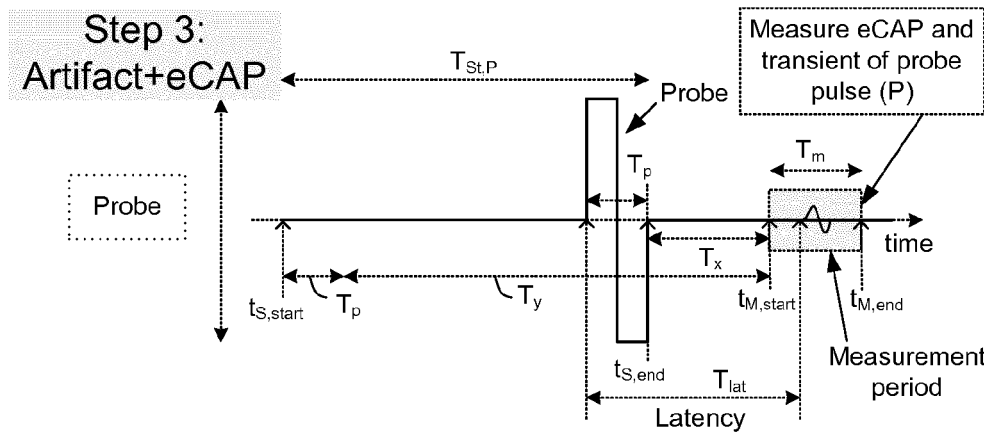 Step 3:
Artifact+eCAP
Measure eCAP and
transient of probe
pulse (P)
T_St,P
Probe
T_p
T_m
Probe
time
T_x
t_S,start
T_p
T_y
t_M,start
t_M,end
t_S,end
T_lat
Measurement
period
Latency